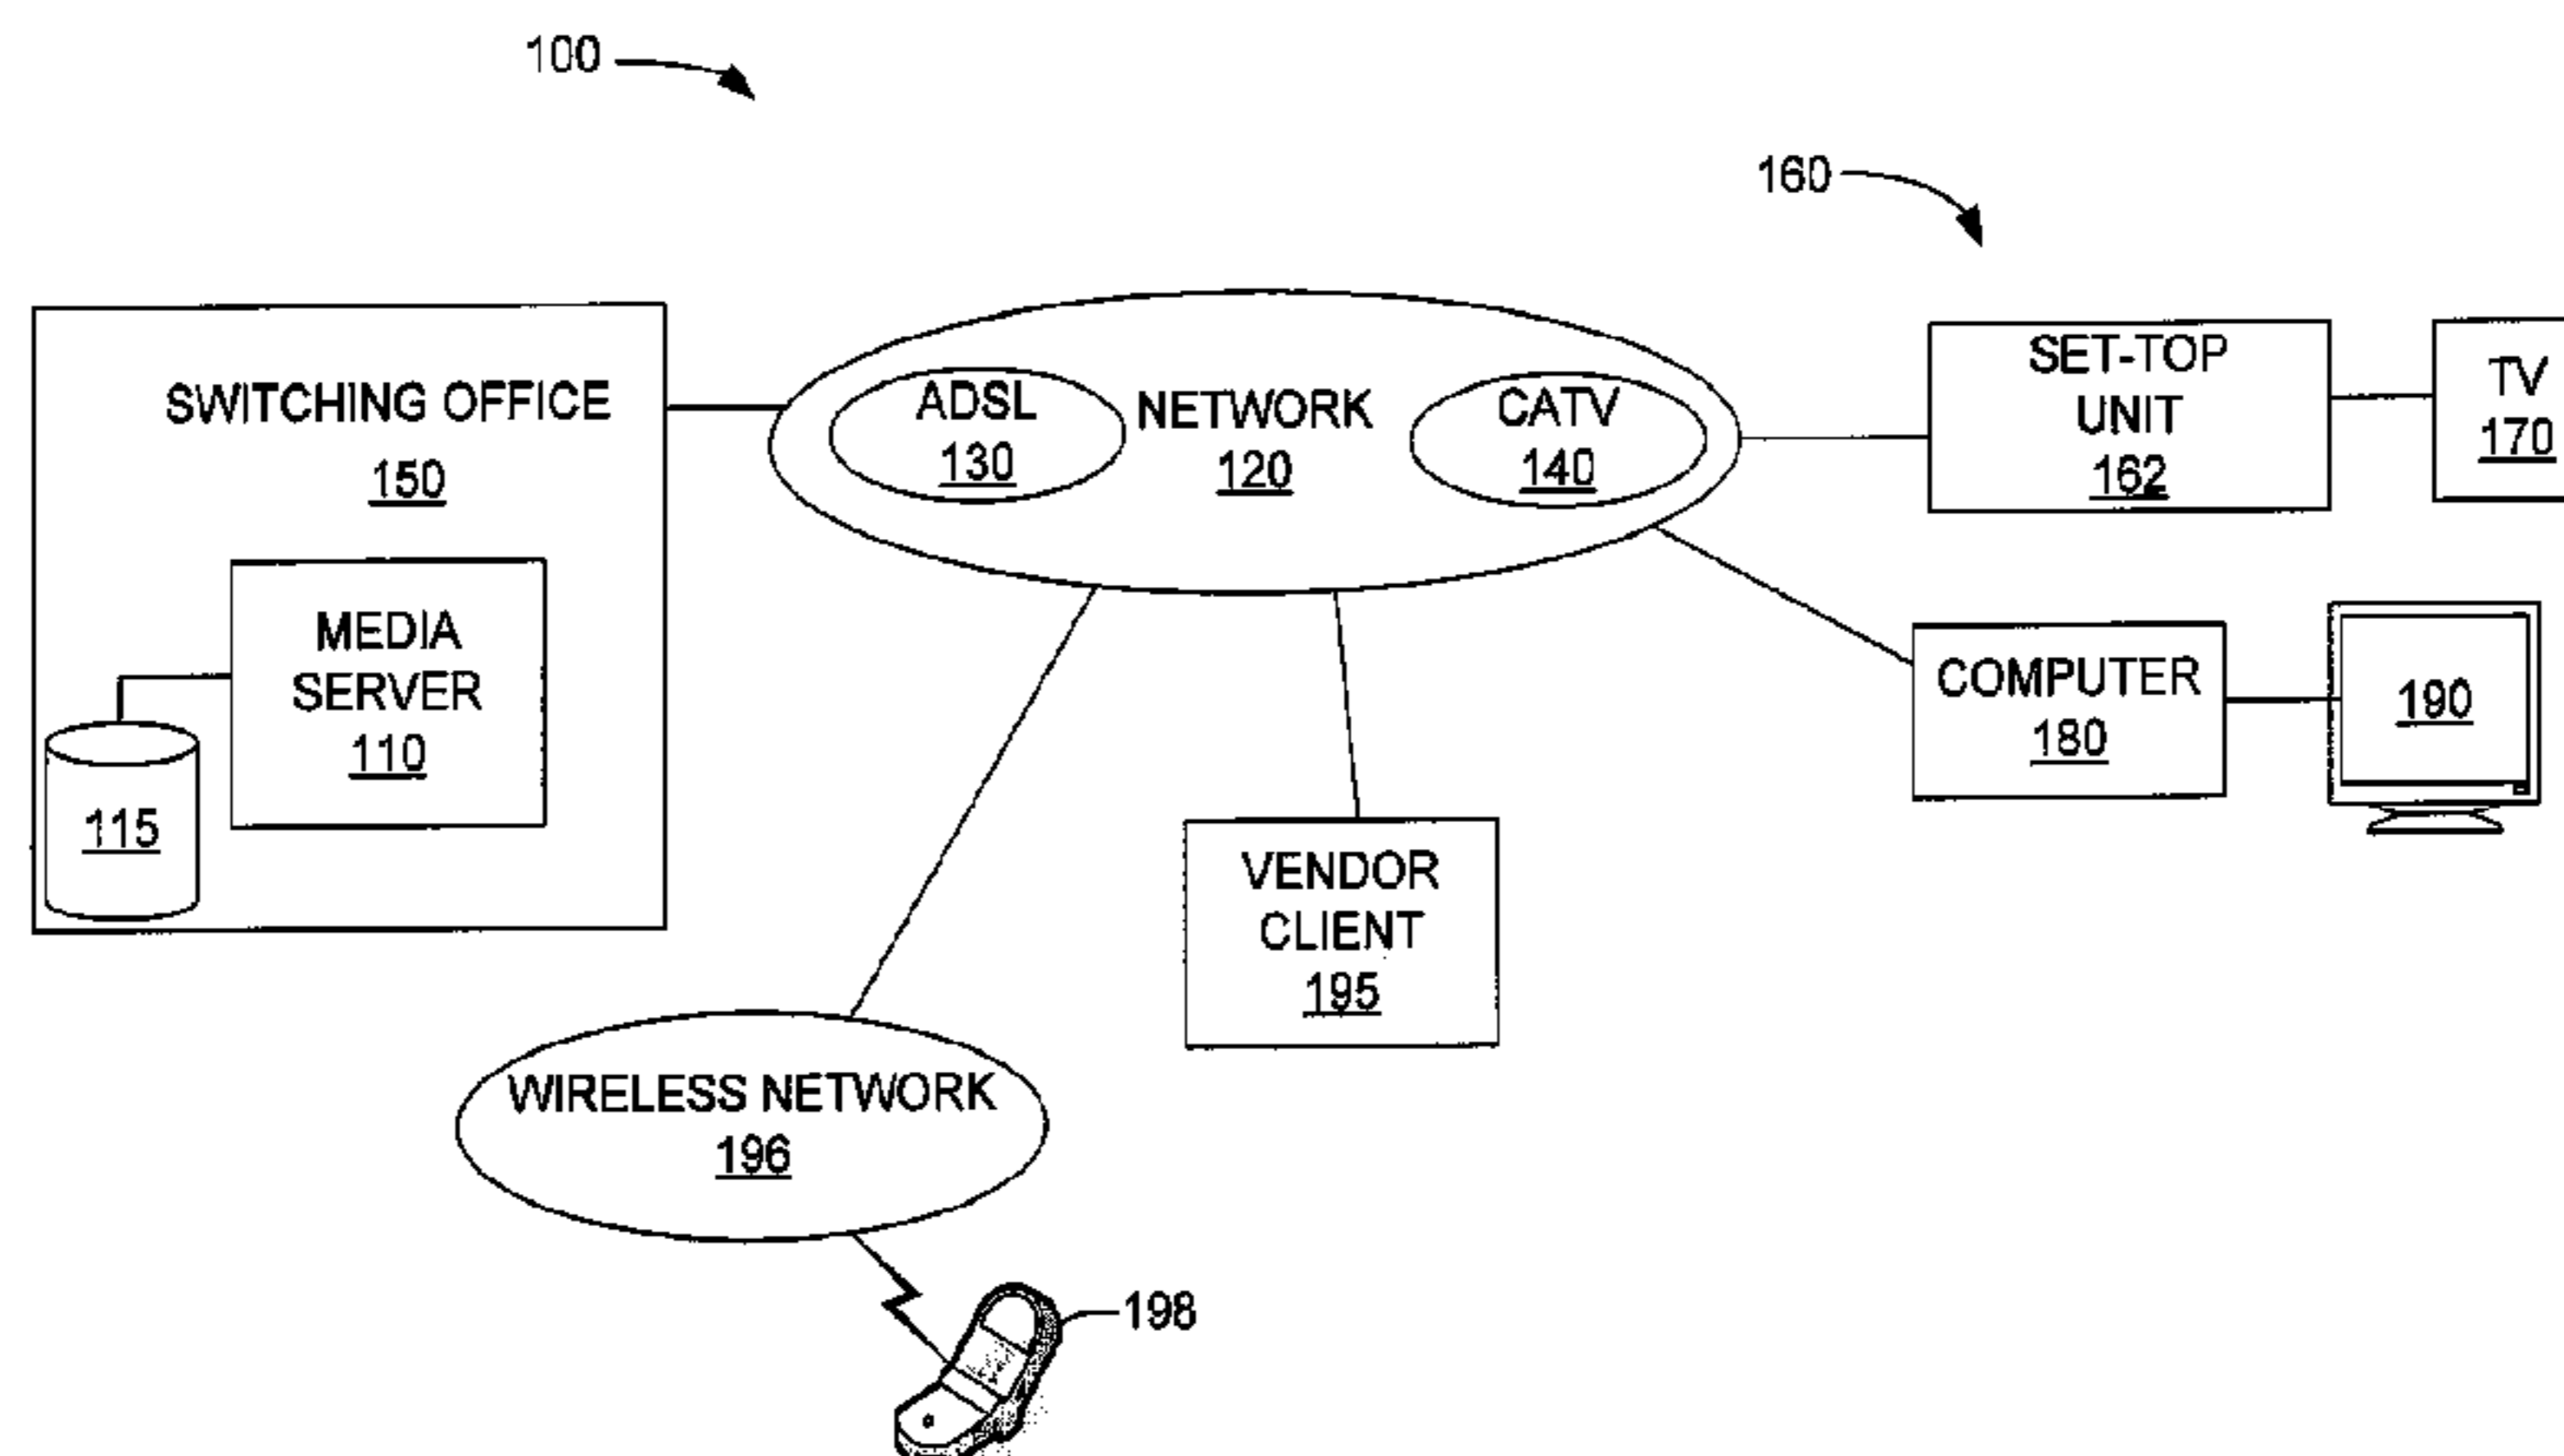 100
160
SWITCHING OFFICE
150
MEDIA
SERVER
110
115
ADSL
130
NETWORK
120
CATV
140
SET-TOP
UNIT
162
TV
170
COMPUTER
180
190
VENDOR
CLIENT
195
WIRELESS NETWORK
196
198